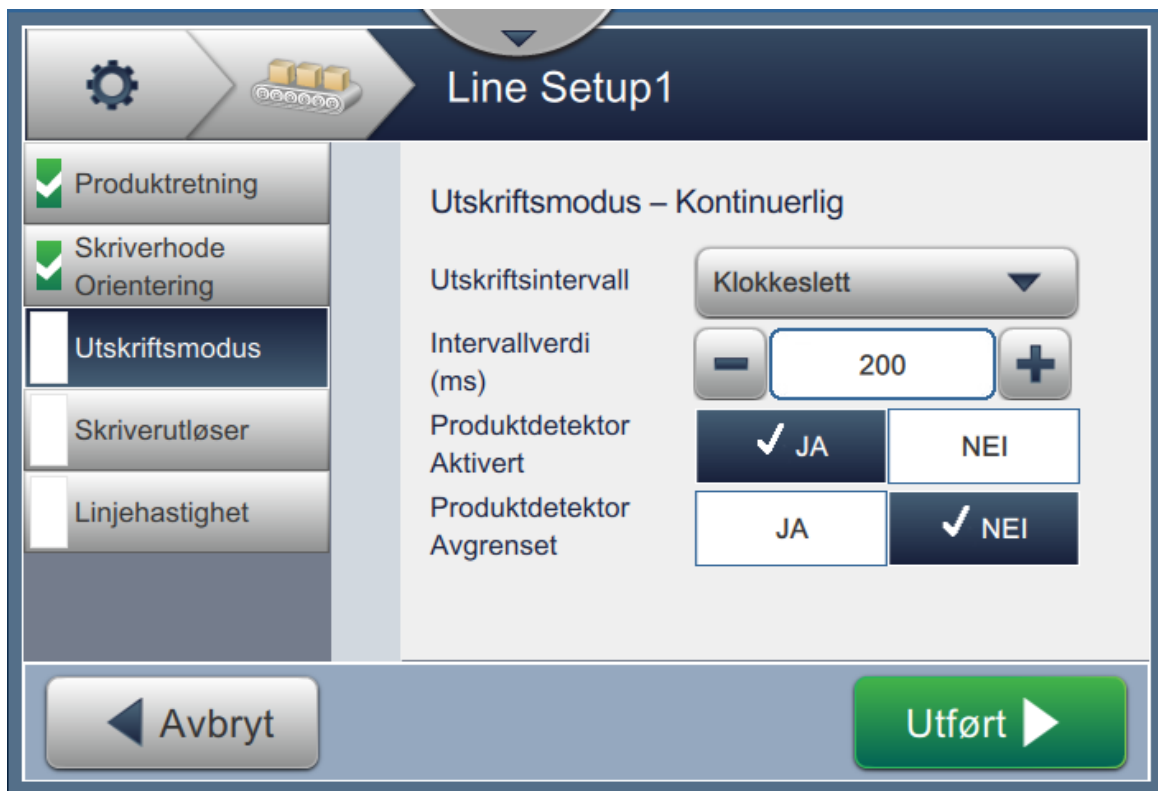 Line Setup1
Produktretning
Skriverhode
Orientering
Utskriftsmodus
Skriverutløser
Linjehastighet
Utskriftsmodus – Kontinuerlig
Utskriftsintervall
Klokkeslett
Intervallverdi
(ms)
200
Produktdetektor
Aktivert
JA
NEI
Produktdetektor
Avgrenset
JA
NEI
Avbryt
Utført